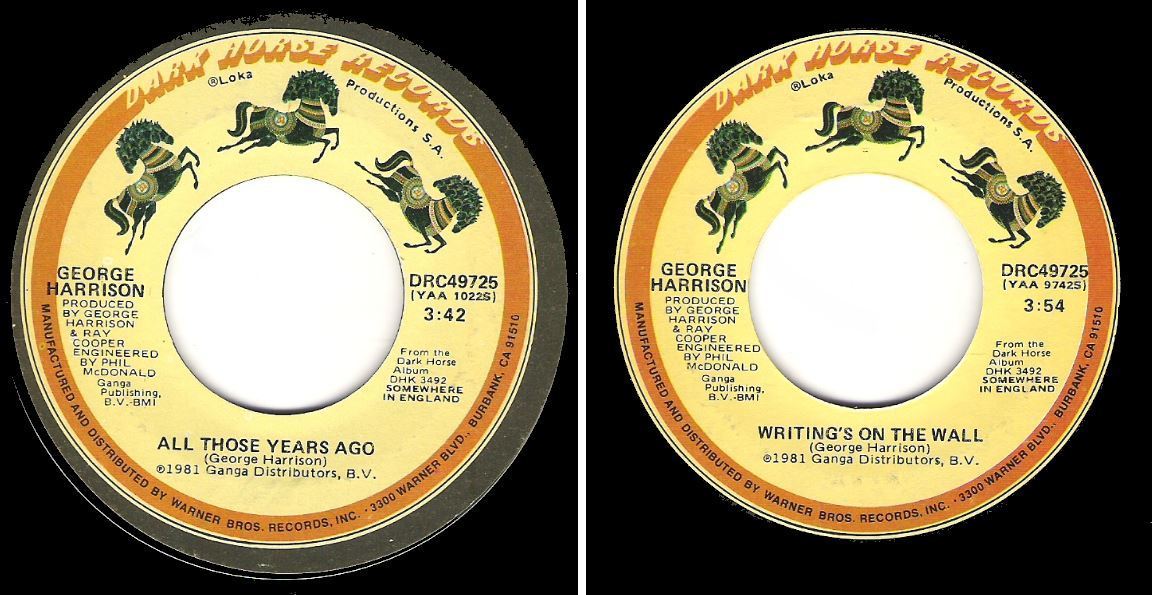 DARK HORSE RECORDS
®Loka Productions S.A.
GEORGE
HARRISON
PRODUCED
BY GEORGE
HARRISON
& RAY
COOPER
ENGINEERED
BY PHIL
McDONALD
Ganga
Publishing,
B.V.-BMI
DRC49725
(YAA 1022S)
3:42
From the
Dark Horse
Album
DHK 3492
SOMEWHERE
IN ENGLAND
ALL THOSE YEARS AGO
(George Harrison)
℗1981 Ganga Distributors, B.V.
MANUFACTURED AND DISTRIBUTED BY WARNER BROS. RECORDS, INC. · 3300 WARNER BLVD., BURBANK, CA 91510
DARK HORSE RECORDS
®Loka Productions S.A.
GEORGE
HARRISON
PRODUCED
BY GEORGE
HARRISON
& RAY
COOPER
ENGINEERED
BY PHIL
McDONALD
Ganga
Publishing,
B.V.-BMI
DRC49725
(YAA 9742S)
3:54
From the
Dark Horse
Album
DHK 3492
SOMEWHERE
IN ENGLAND
WRITING'S ON THE WALL
(George Harrison)
℗1981 Ganga Distributors, B.V.
MANUFACTURED AND DISTRIBUTED BY WARNER BROS. RECORDS, INC. · 3300 WARNER BLVD., BURBANK, CA 91510